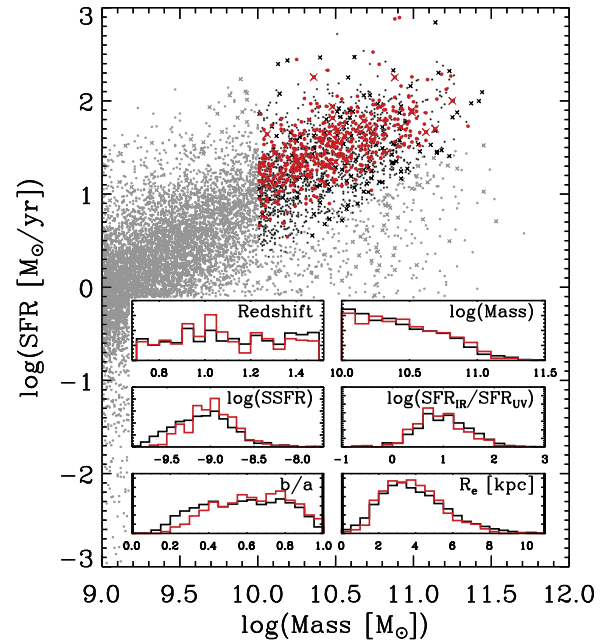 3
2
1
0
−1
−2
−3
log(SFR [M⊙/yr])
Redshift
0.8 1.0 1.2 1.4
log(Mass)
10.0 10.5 11.0 11.5
log(SSFR)
−9.5 −9.0 −8.5 −8.0
log(SFR_IR/SFR_UV)
−1 0 1 2 3
b/a
0.0 0.2 0.4 0.6 0.8 1.0
R_e [kpc]
0 2 4 6 8 10
9.0 9.5 10.0 10.5 11.0 11.5 12.0
log(Mass [M⊙])